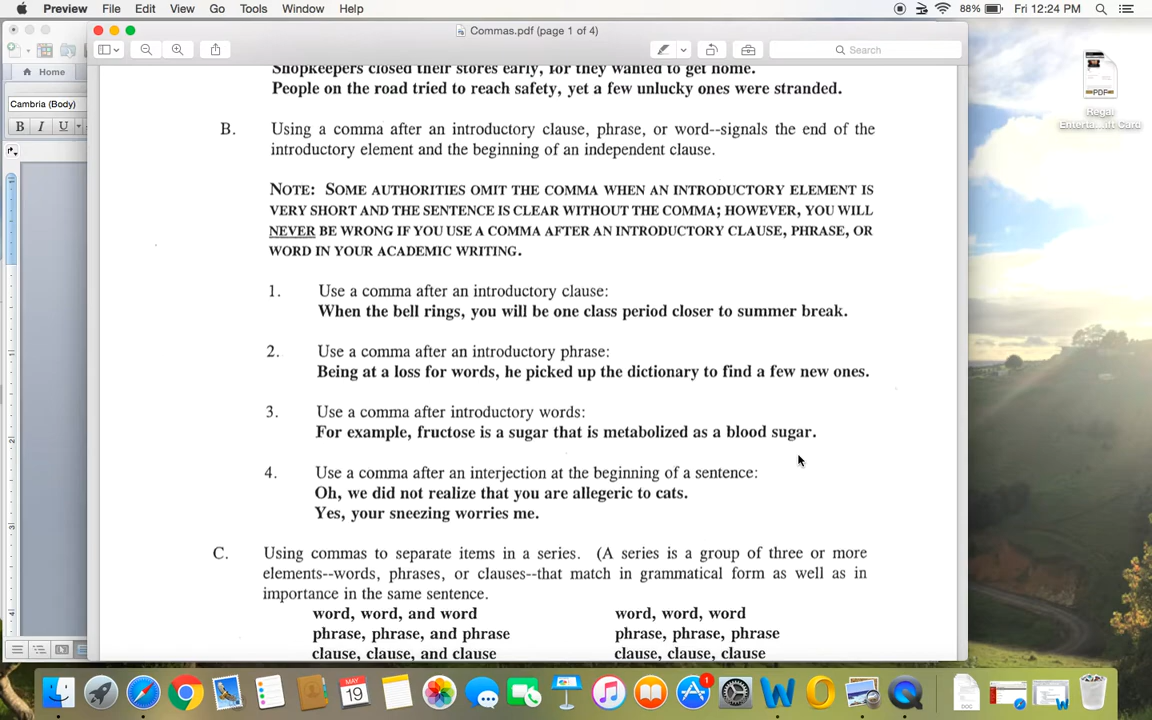 Preview File Edit View Go Tools Window Help
88% Fri 12:24 PM
Commas.pdf (page 1 of 4)
Search
Home
Cambria (Body)
B I U
Shopkeepers closed their stores early, for they wanted to get home.
People on the road tried to reach safety, yet a few unlucky ones were stranded.
B. Using a comma after an introductory clause, phrase, or word--signals the end of the
introductory element and the beginning of an independent clause.
NOTE: SOME AUTHORITIES OMIT THE COMMA WHEN AN INTRODUCTORY ELEMENT IS
VERY SHORT AND THE SENTENCE IS CLEAR WITHOUT THE COMMA; HOWEVER, YOU WILL
NEVER BE WRONG IF YOU USE A COMMA AFTER AN INTRODUCTORY CLAUSE, PHRASE, OR
WORD IN YOUR ACADEMIC WRITING.
1. Use a comma after an introductory clause:
When the bell rings, you will be one class period closer to summer break.
2. Use a comma after an introductory phrase:
Being at a loss for words, he picked up the dictionary to find a few new ones.
3. Use a comma after introductory words:
For example, fructose is a sugar that is metabolized as a blood sugar.
4. Use a comma after an interjection at the beginning of a sentence:
Oh, we did not realize that you are allegeric to cats.
Yes, your sneezing worries me.
C. Using commas to separate items in a series. (A series is a group of three or more
elements--words, phrases, or clauses--that match in grammatical form as well as in
importance in the same sentence.
word, word, and word word, word, word
phrase, phrase, and phrase phrase, phrase, phrase
clause, clause, and clause clause, clause, clause
PDF
Regal
Enterta...ift Card
MAY
19
1
DOC
1
2
3
4